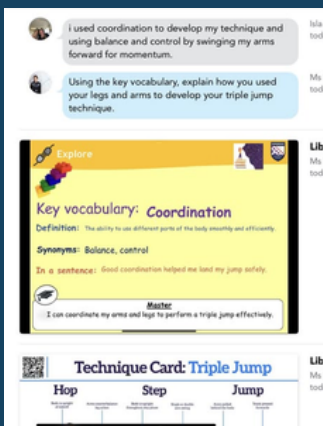 i used coordination to develop my technique and
using balance and control by swinging my arms
forward for momentum.
Isla
tod
Using the key vocabulary, explain how you used
your legs and arms to develop your triple jump
technique.
Ms
tod
Explore
Key vocabulary: Coordination
Definition: The ability to use different parts of the body smoothly and efficiently.
Synonyms: Balance, control
In a sentence: Good coordination helped me land my jump safely.
Master
I can coordinate my arms and legs to perform a triple jump effectively.
Lib
Ms
tod
Technique Card: Triple Jump
Hop Step Jump
Lib
Ms
tod